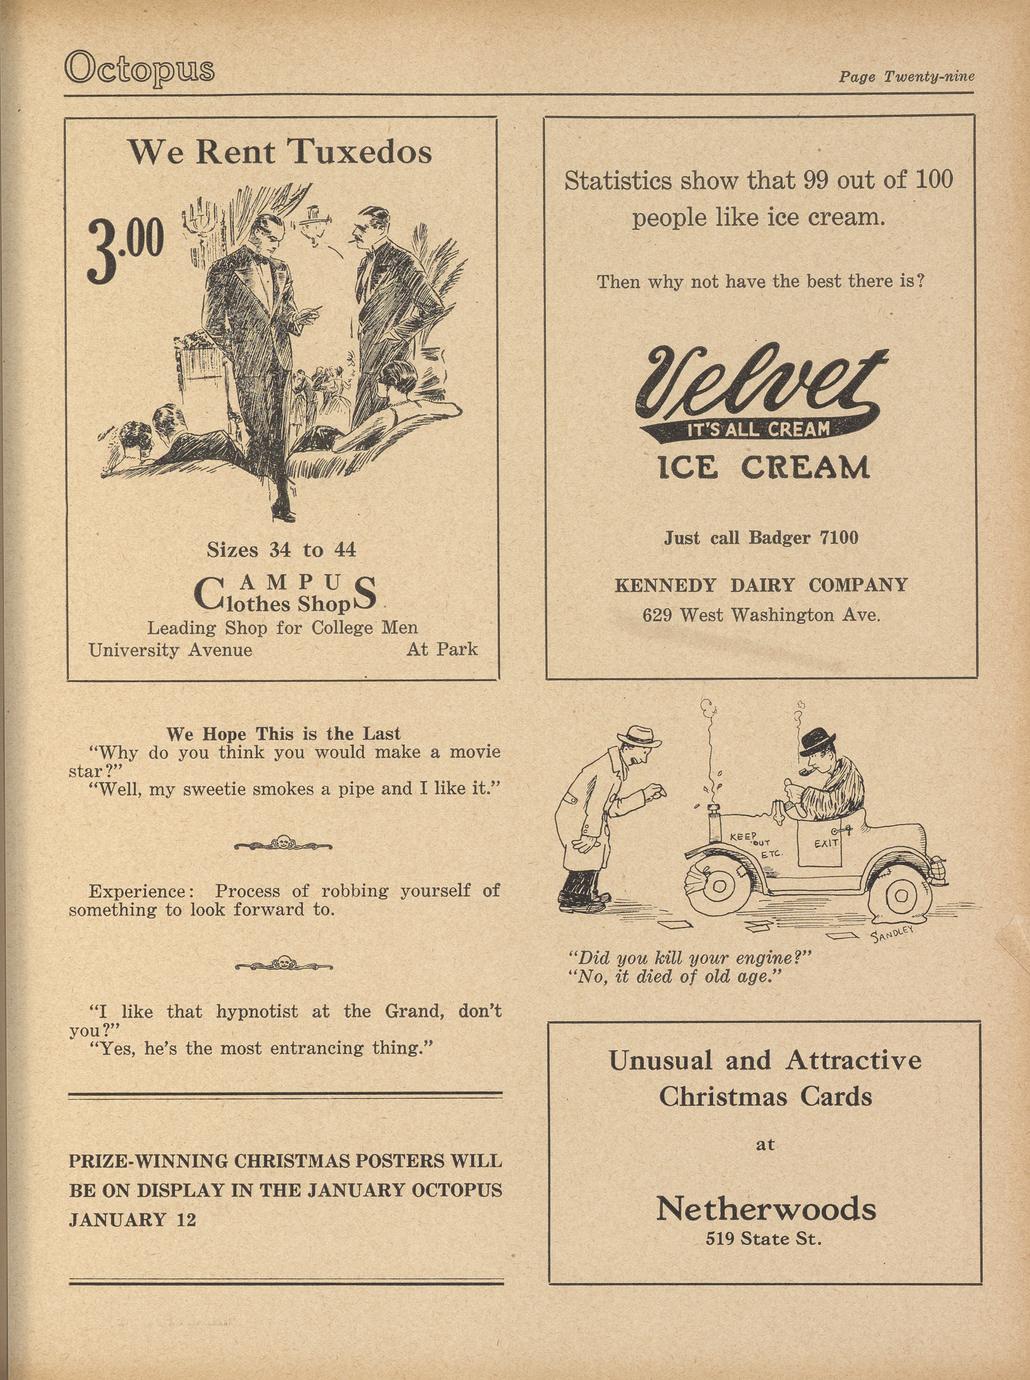 Octopus
Page Twenty-nine
We Rent Tuxedos
3.00
Sizes 34 to 44
CAMPUS
Clothes Shop
Leading Shop for College Men
University Avenue At Park
Statistics show that 99 out of 100
people like ice cream.
Then why not have the best there is?
Velvet
IT'S ALL CREAM
ICE CREAM
Just call Badger 7100
KENNEDY DAIRY COMPANY
629 West Washington Ave.
We Hope This is the Last
“Why do you think you would make a movie
star?”
“Well, my sweetie smokes a pipe and I like it.”
Experience: Process of robbing yourself of
something to look forward to.
“I like that hypnotist at the Grand, don't
you?”
“Yes, he's the most entrancing thing.”
PRIZE-WINNING CHRISTMAS POSTERS WILL
BE ON DISPLAY IN THE JANUARY OCTOPUS
JANUARY 12
KEEP
OUT
ETC.
EXIT
SANDLEY
“Did you kill your engine?”
“No, it died of old age.”
Unusual and Attractive
Christmas Cards
at
Netherwoods
519 State St.